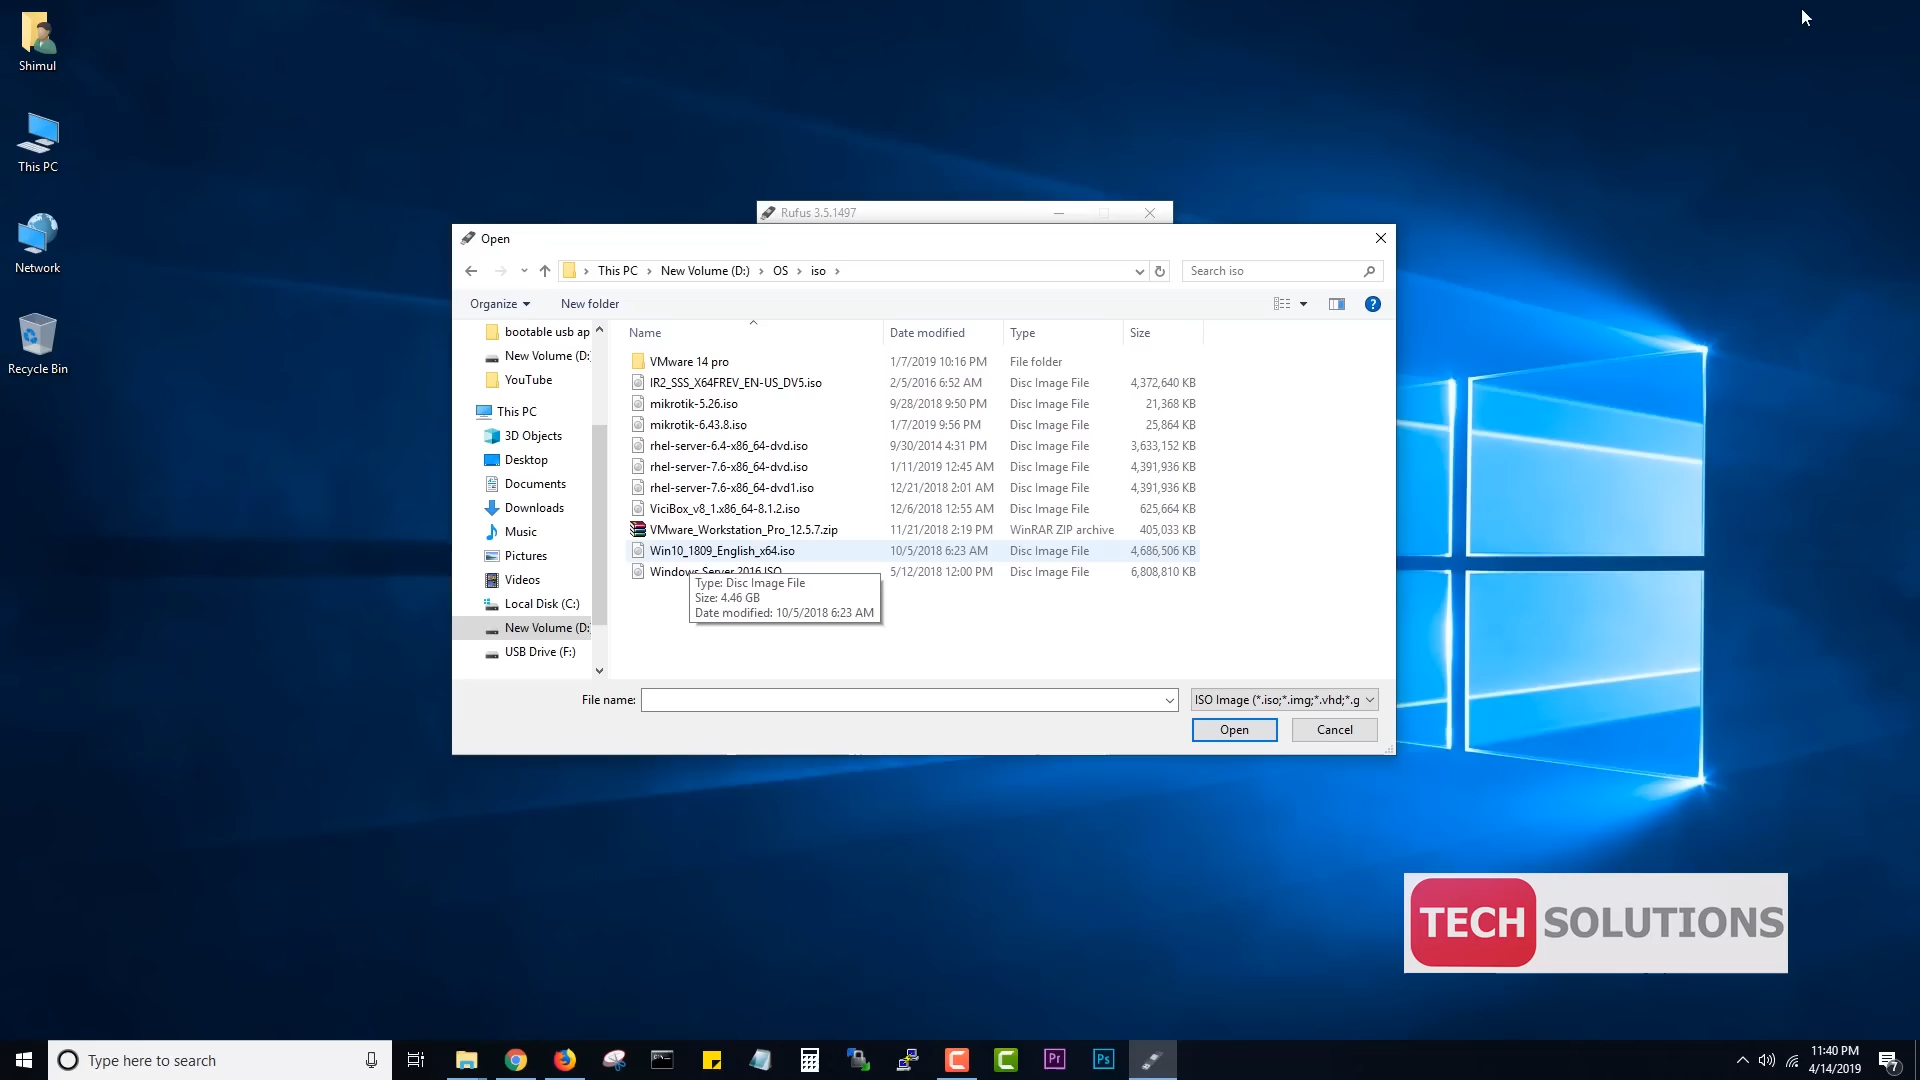 Shimul
This PC
Network
Recycle Bin
Rufus 3.5.1497
Open
This PC > New Volume (D:) > OS > iso >
Search iso
Organize
New folder
bootable usb ap
New Volume (D:
YouTube
This PC
3D Objects
Desktop
Documents
Downloads
Music
Pictures
Videos
Local Disk (C:)
New Volume (D:
USB Drive (F:)
Name Date modified Type Size
VMware 14 pro 1/7/2019 10:16 PM File folder
IR2_SSS_X64FREV_EN-US_DV5.iso 2/5/2016 6:52 AM Disc Image File 4,372,640 KB
mikrotik-5.26.iso 9/28/2018 9:50 PM Disc Image File 21,368 KB
mikrotik-6.43.8.iso 1/7/2019 9:56 PM Disc Image File 25,864 KB
rhel-server-6.4-x86_64-dvd.iso 9/30/2014 4:31 PM Disc Image File 3,633,152 KB
rhel-server-7.6-x86_64-dvd.iso 1/11/2019 12:45 AM Disc Image File 4,391,936 KB
rhel-server-7.6-x86_64-dvd1.iso 12/21/2018 2:01 AM Disc Image File 4,391,936 KB
ViciBox_v8_1.x86_64-8.1.2.iso 12/6/2018 12:55 AM Disc Image File 625,664 KB
VMware_Workstation_Pro_12.5.7.zip 11/21/2018 2:19 PM WinRAR ZIP archive 405,033 KB
Win10_1809_English_x64.iso 10/5/2018 6:23 AM Disc Image File 4,686,506 KB
Windows Server 2016.ISO 5/12/2018 12:00 PM Disc Image File 6,808,810 KB
Type: Disc Image File
Size: 4.46 GB
Date modified: 10/5/2018 6:23 AM
File name:
ISO Image (*.iso;*.img;*.vhd;*.g
Open
Cancel
TECH SOLUTIONS
Type here to search
Pr
Ps
11:40 PM
4/14/2019
7